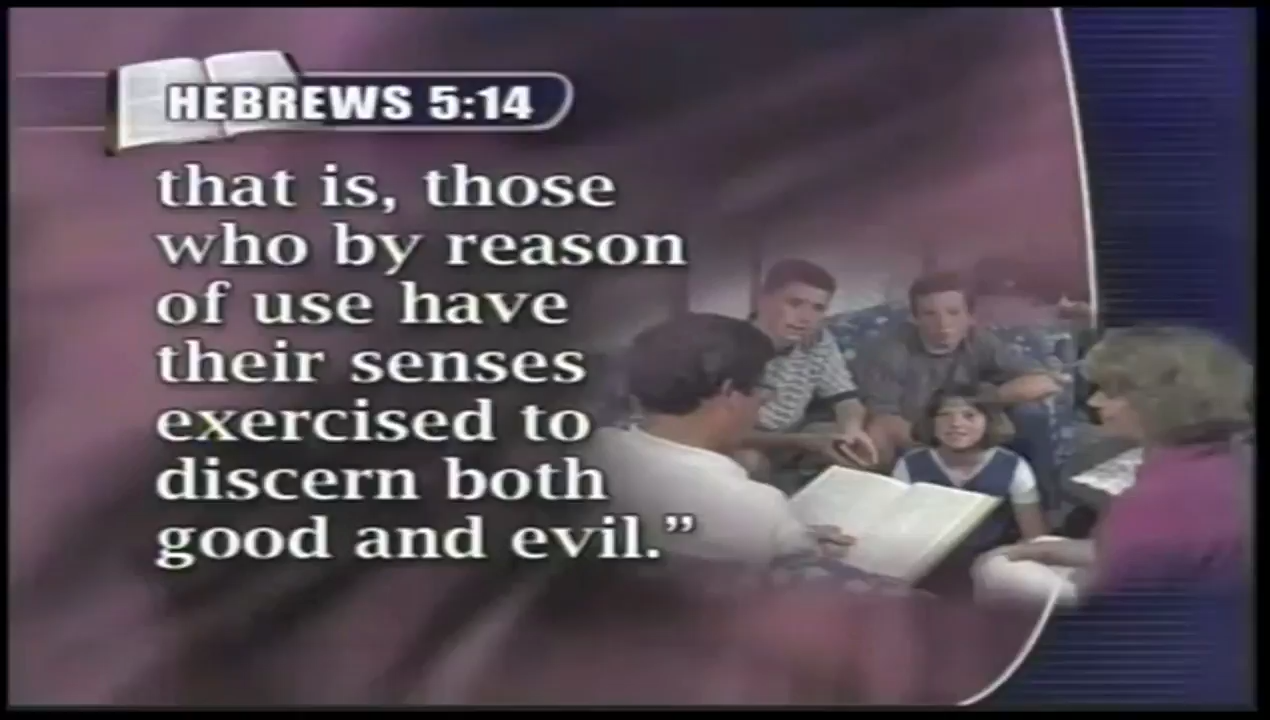 HEBREWS 5:14
that is, those
who by reason
of use have
their senses
exercised to
discern both
good and evil.”